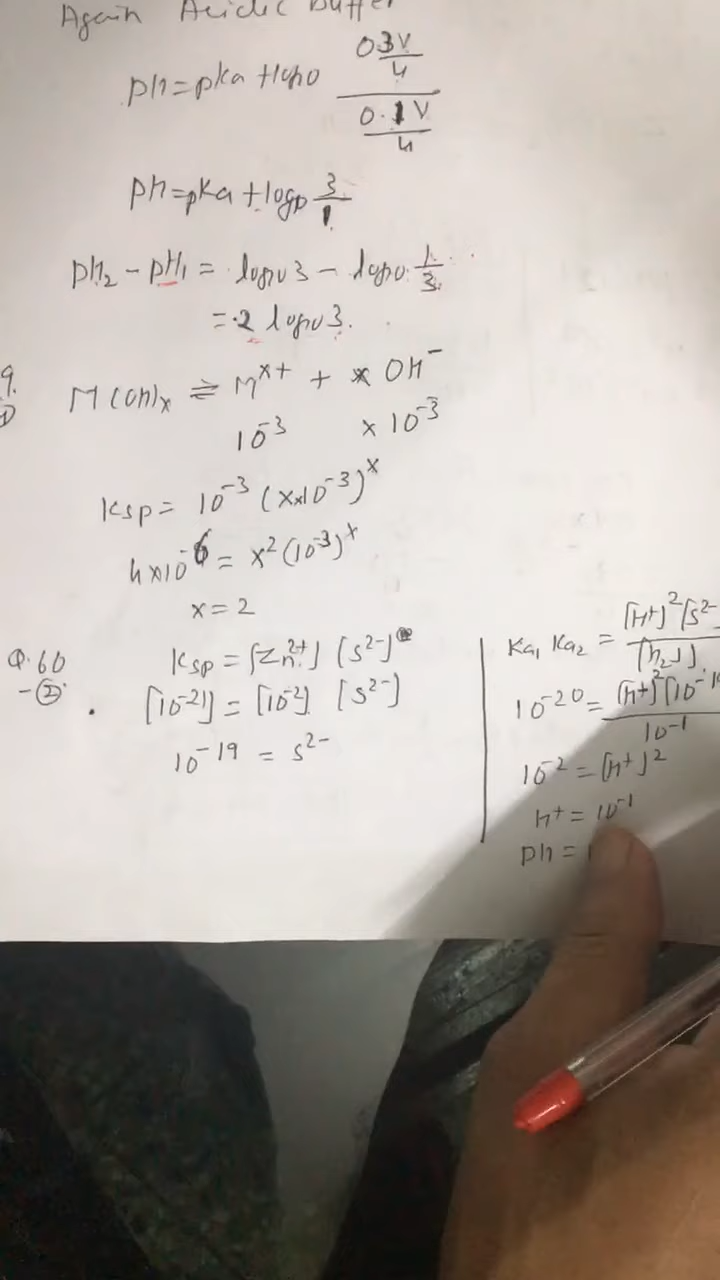 Again Acidic Buffer
pH = pKa + log10 (0.3V/4) / (0.1V/4)
pH = pKa + log10 3/1
pH2 − pH1 = log10 3 − log10 1/3
= 2 log10 3.
9.
M(OH)x ⇌ M^x+ + x OH^-
10^-3 x 10^-3
Ksp = 10^-3 (x×10^-3)^x
4×10^-6 = x^2 (10^-3)^x
x = 2
Q.60
-②.
Ksp = [Zn^2+] [S^2-]
[10^-21] = [10^-2] [S^2-]
10^-19 = S^2-
Ka1 Ka2 = [H+]^2 [S^2-
10^-20 = [H+]^2 [10^-19 / 10^-1
10^-2 = [H+]^2
H+ = 10^-1
pH = 1